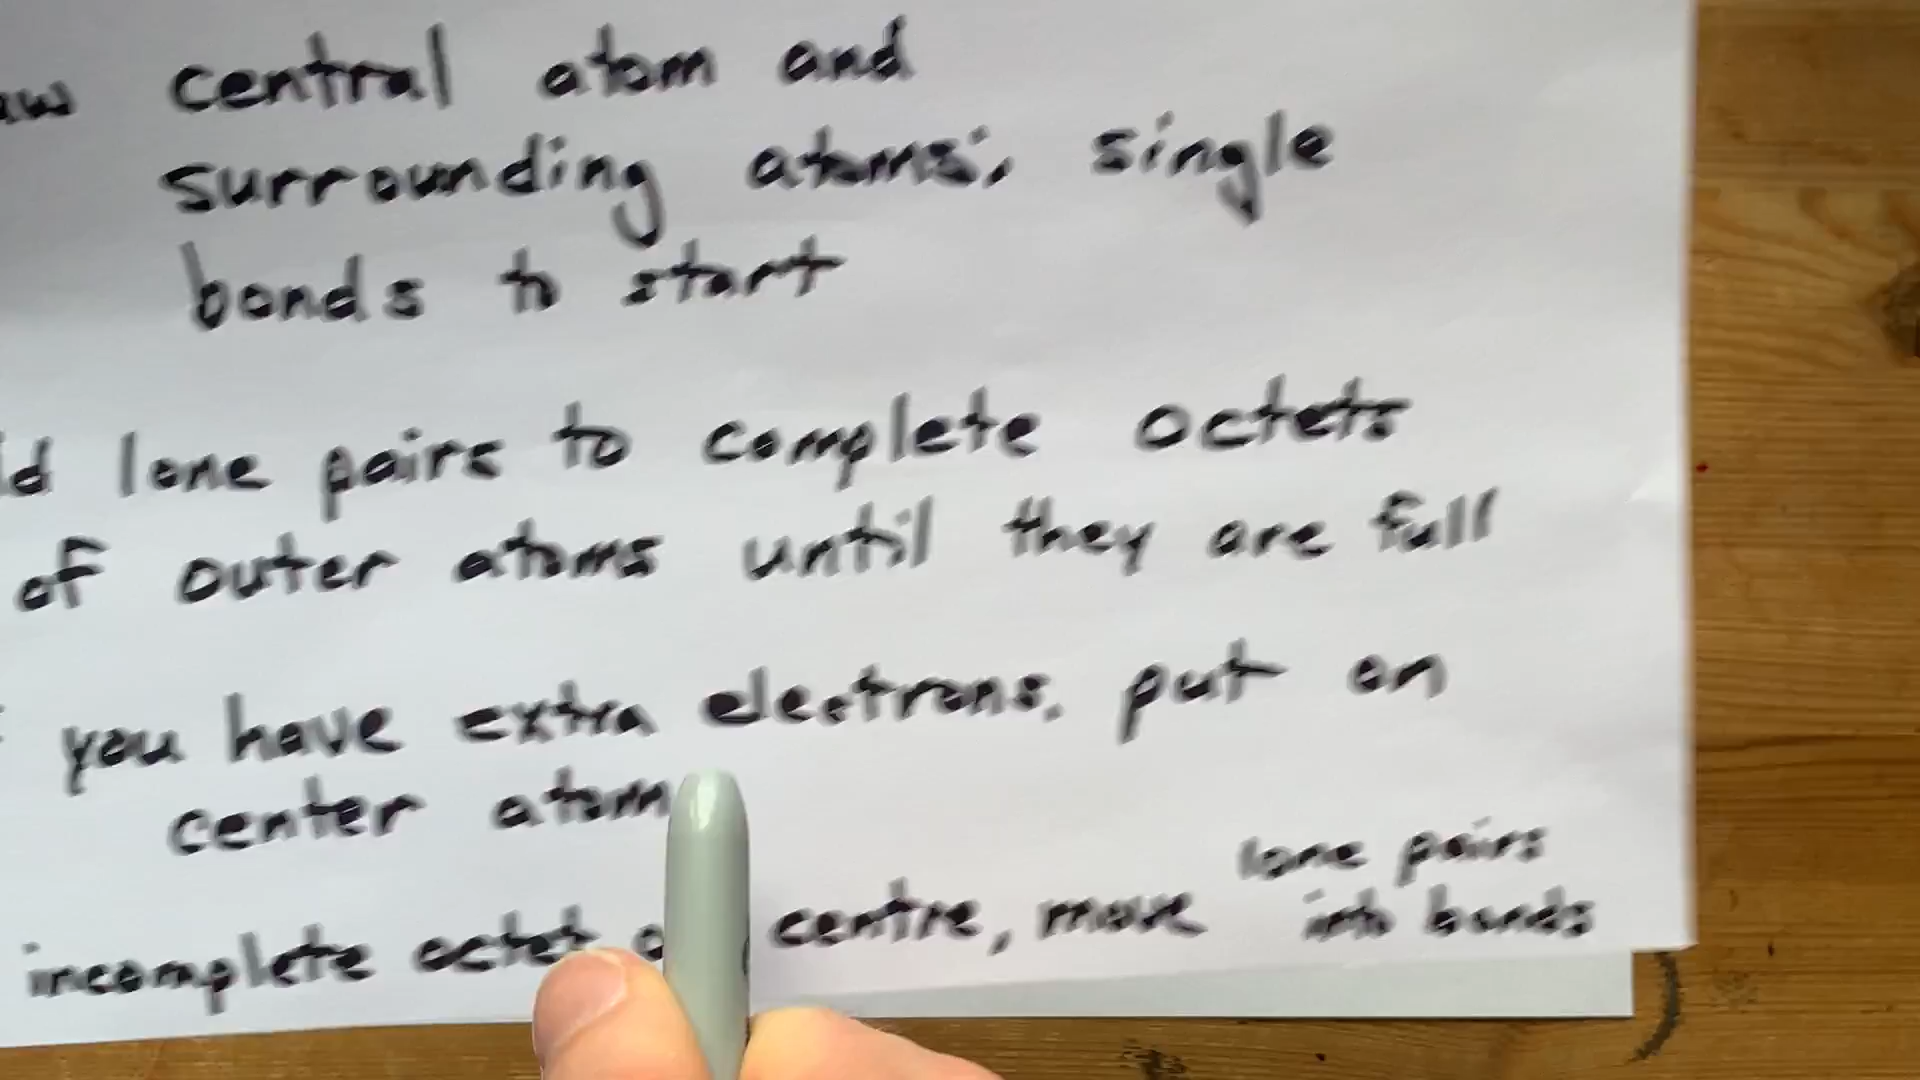 central atom and
surrounding atoms, single
bonds to start
lone pairs to complete octets
of outer atoms until they are full
you have extra electrons, put on
center atom
lone pairs
incomplete octet centre, move into bonds